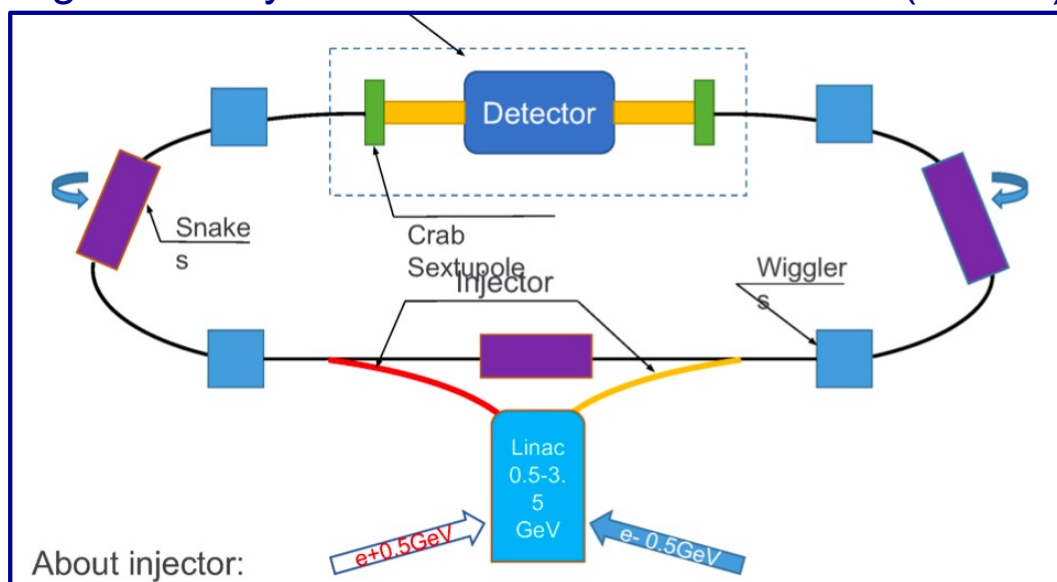 Detector
Snake
s
Crab
Sextupole
Injector
Wiggler
s
Linac
0.5-3.
5
GeV
e+0.5GeV
e- 0.5GeV
About injector: